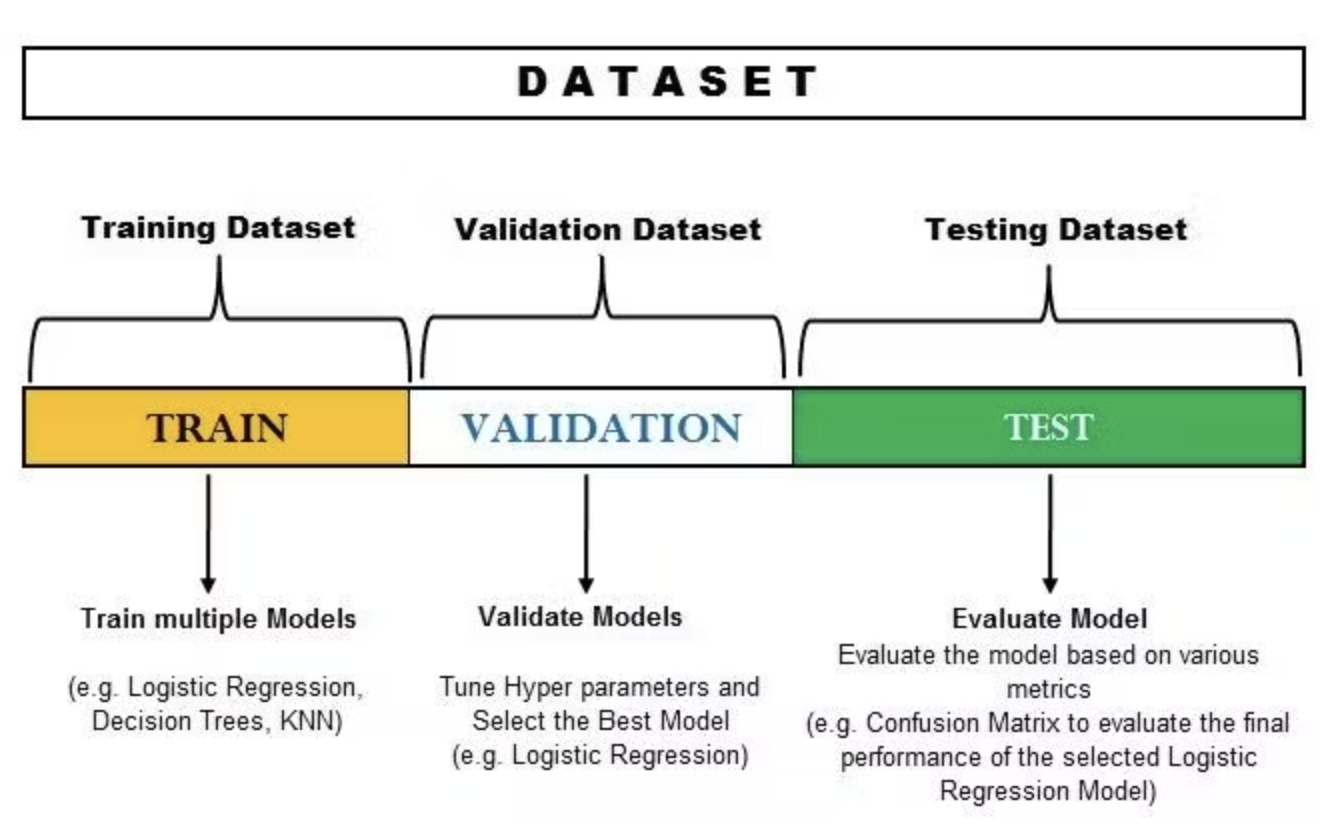 DATASET
Training Dataset
Validation Dataset
Testing Dataset
TRAIN
VALIDATION
TEST
Train multiple Models
(e.g. Logistic Regression,
Decision Trees, KNN)
Validate Models
Tune Hyper parameters and
Select the Best Model
(e.g. Logistic Regression)
Evaluate Model
Evaluate the model based on various
metrics
(e.g. Confusion Matrix to evaluate the final
performance of the selected Logistic
Regression Model)